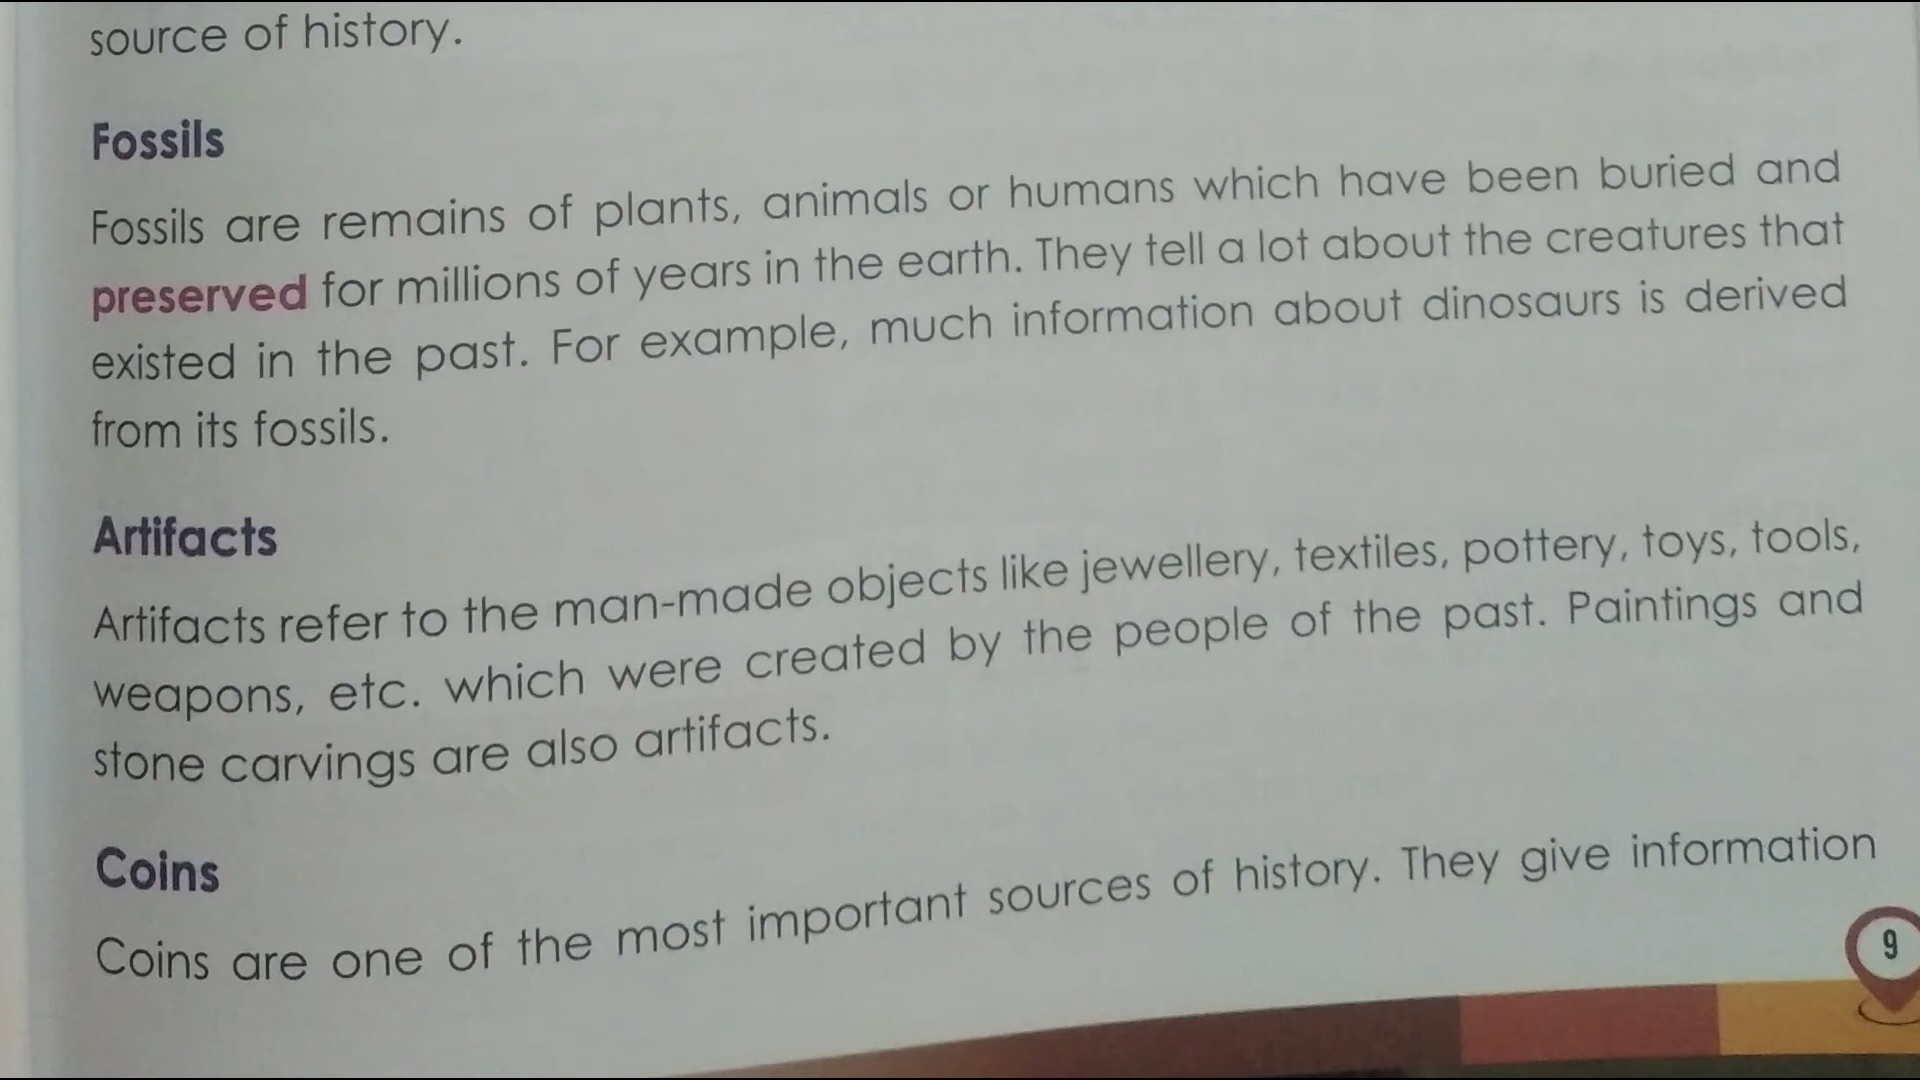 source of history.
Fossils
Fossils are remains of plants, animals or humans which have been buried and
preserved for millions of years in the earth. They tell a lot about the creatures that
existed in the past. For example, much information about dinosaurs is derived
from its fossils.
Artifacts
Artifacts refer to the man-made objects like jewellery, textiles, pottery, toys, tools,
weapons, etc. which were created by the people of the past. Paintings and
stone carvings are also artifacts.
Coins
Coins are one of the most important sources of history. They give information
9